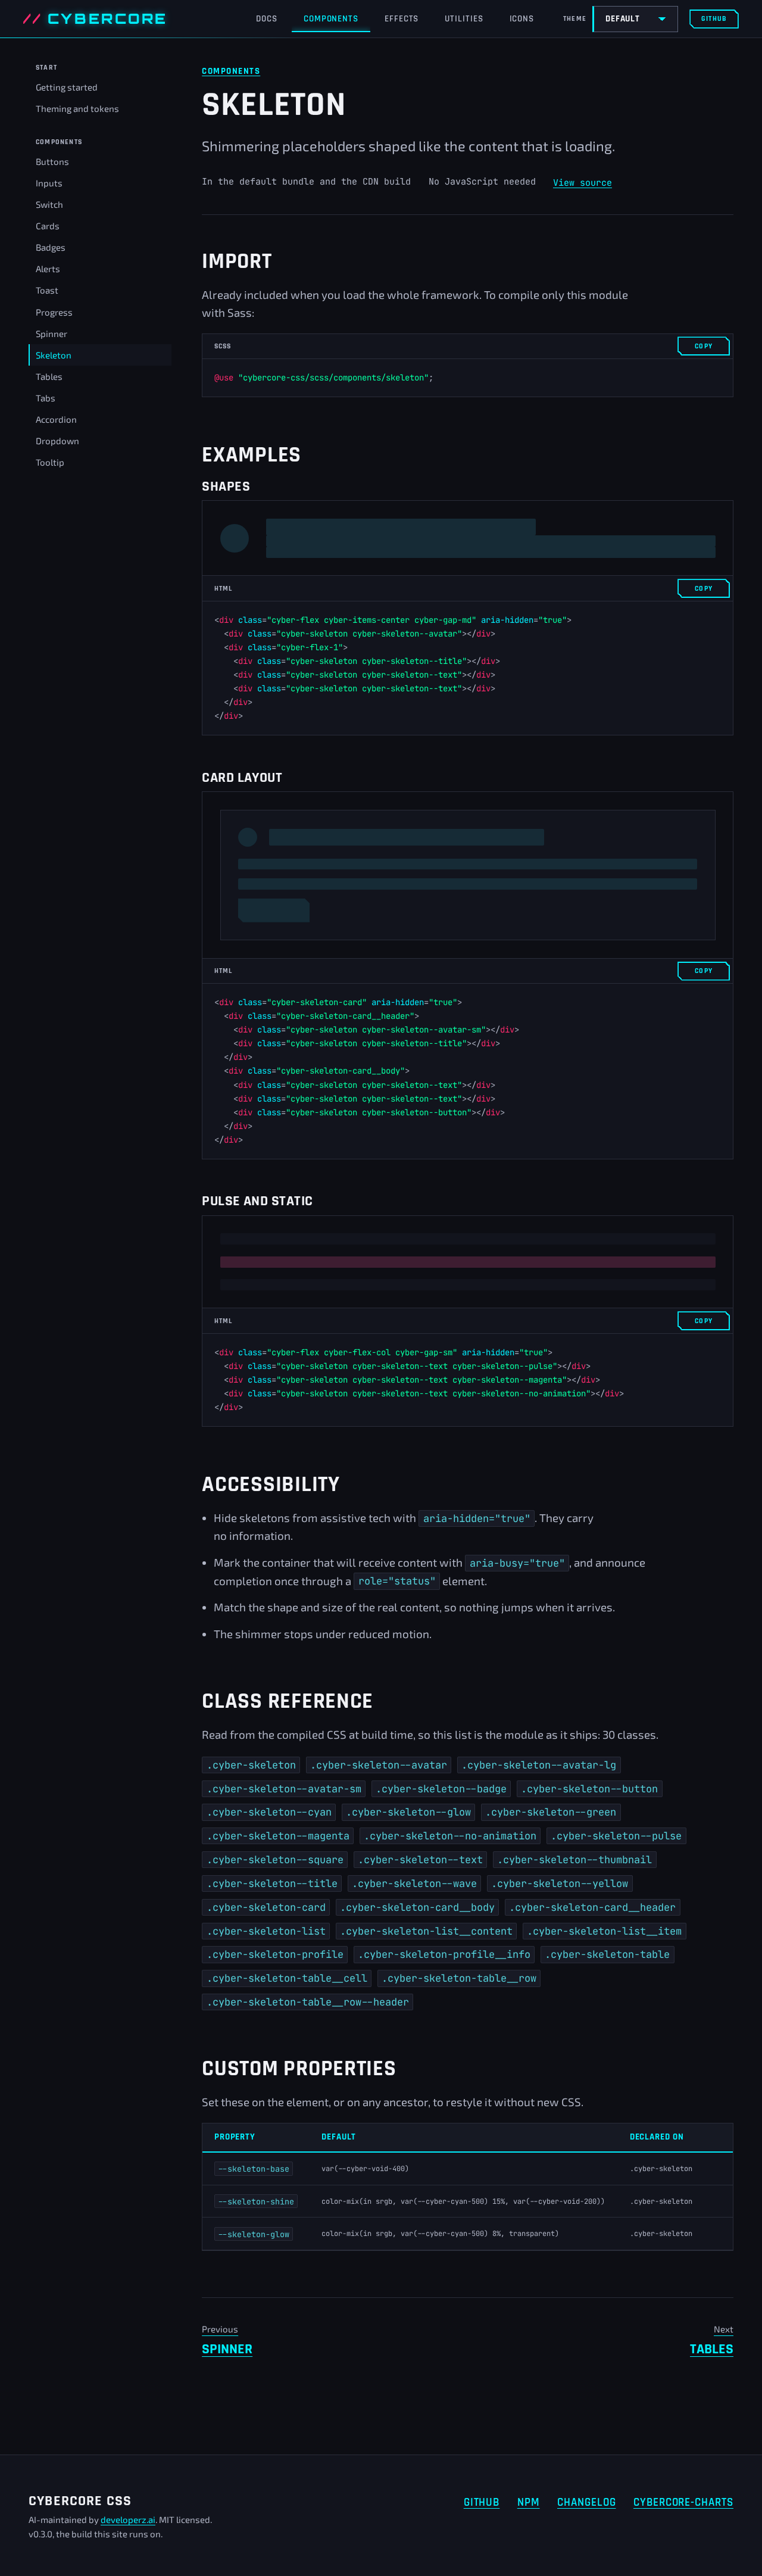 // CYBERCORE
DOCS COMPONENTS EFFECTS UTILITIES ICONS THEME DEFAULT GITHUB
START
Getting started
Theming and tokens
COMPONENTS
Buttons
Inputs
Switch
Cards
Badges
Alerts
Toast
Progress
Spinner
Skeleton
Tables
Tabs
Accordion
Dropdown
Tooltip
COMPONENTS
SKELETON
Shimmering placeholders shaped like the content that is loading.
In the default bundle and the CDN build No JavaScript needed View source
IMPORT
Already included when you load the whole framework. To compile only this module
with Sass:
SCSS COPY
@use "cybercore-css/scss/components/skeleton";
EXAMPLES
SHAPES
HTML COPY
<div class="cyber-flex cyber-items-center cyber-gap-md" aria-hidden="true">
  <div class="cyber-skeleton cyber-skeleton--avatar"></div>
  <div class="cyber-flex-1">
    <div class="cyber-skeleton cyber-skeleton--title"></div>
    <div class="cyber-skeleton cyber-skeleton--text"></div>
    <div class="cyber-skeleton cyber-skeleton--text"></div>
  </div>
</div>
CARD LAYOUT
HTML COPY
<div class="cyber-skeleton-card" aria-hidden="true">
  <div class="cyber-skeleton-card__header">
    <div class="cyber-skeleton cyber-skeleton--avatar-sm"></div>
    <div class="cyber-skeleton cyber-skeleton--title"></div>
  </div>
  <div class="cyber-skeleton-card__body">
    <div class="cyber-skeleton cyber-skeleton--text"></div>
    <div class="cyber-skeleton cyber-skeleton--text"></div>
    <div class="cyber-skeleton cyber-skeleton--button"></div>
  </div>
</div>
PULSE AND STATIC
HTML COPY
<div class="cyber-flex cyber-flex-col cyber-gap-sm" aria-hidden="true">
  <div class="cyber-skeleton cyber-skeleton--text cyber-skeleton--pulse"></div>
  <div class="cyber-skeleton cyber-skeleton--text cyber-skeleton--magenta"></div>
  <div class="cyber-skeleton cyber-skeleton--text cyber-skeleton--no-animation"></div>
</div>
ACCESSIBILITY
• Hide skeletons from assistive tech with aria-hidden="true". They carry
no information.
• Mark the container that will receive content with aria-busy="true", and announce
completion once through a role="status" element.
• Match the shape and size of the real content, so nothing jumps when it arrives.
• The shimmer stops under reduced motion.
CLASS REFERENCE
Read from the compiled CSS at build time, so this list is the module as it ships: 30 classes.
.cyber-skeleton .cyber-skeleton--avatar .cyber-skeleton--avatar-lg
.cyber-skeleton--avatar-sm .cyber-skeleton--badge .cyber-skeleton--button
.cyber-skeleton--cyan .cyber-skeleton--glow .cyber-skeleton--green
.cyber-skeleton--magenta .cyber-skeleton--no-animation .cyber-skeleton--pulse
.cyber-skeleton--square .cyber-skeleton--text .cyber-skeleton--thumbnail
.cyber-skeleton--title .cyber-skeleton--wave .cyber-skeleton--yellow
.cyber-skeleton-card .cyber-skeleton-card__body .cyber-skeleton-card__header
.cyber-skeleton-list .cyber-skeleton-list__content .cyber-skeleton-list__item
.cyber-skeleton-profile .cyber-skeleton-profile__info .cyber-skeleton-table
.cyber-skeleton-table__cell .cyber-skeleton-table__row
.cyber-skeleton-table__row--header
CUSTOM PROPERTIES
Set these on the element, or on any ancestor, to restyle it without new CSS.
PROPERTY DEFAULT DECLARED ON
--skeleton-base var(--cyber-void-400) .cyber-skeleton
--skeleton-shine color-mix(in srgb, var(--cyber-cyan-500) 15%, var(--cyber-void-200)) .cyber-skeleton
--skeleton-glow color-mix(in srgb, var(--cyber-cyan-500) 8%, transparent) .cyber-skeleton
Previous Next
SPINNER TABLES
CYBERCORE CSS
GITHUB NPM CHANGELOG CYBERCORE-CHARTS
AI-maintained by developerz.ai. MIT licensed.
v0.3.0, the build this site runs on.